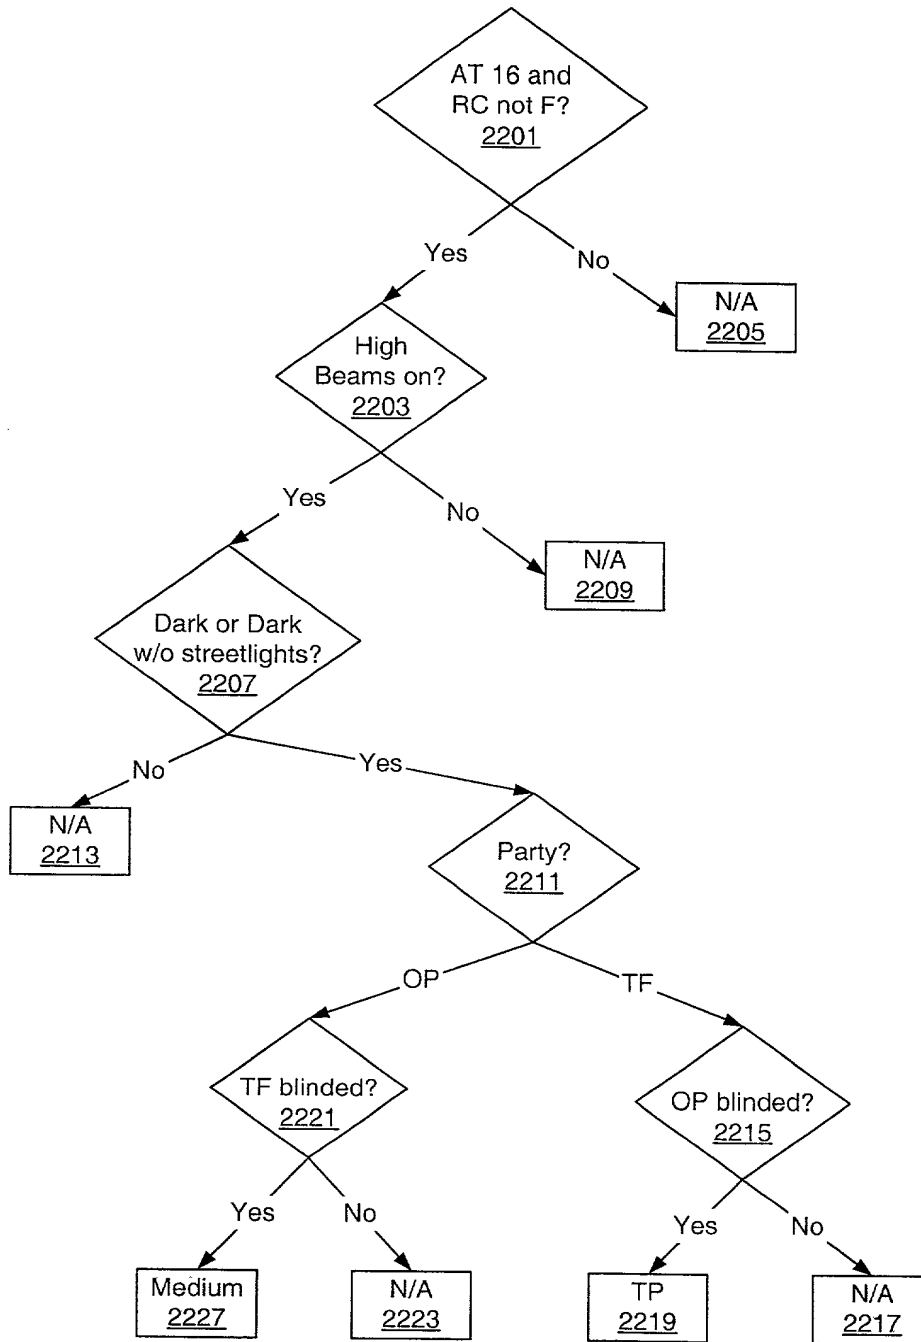 AT 16 and
RC not F?
2201
Yes
No
N/A
2205
High
Beams on?
2203
Yes
No
N/A
2209
Dark or Dark
w/o streetlights?
2207
No
Yes
N/A
2213
Party?
2211
OP
TF
TF blinded?
2221
OP blinded?
2215
Yes
No
Yes
No
Medium
2227
N/A
2223
TP
2219
N/A
2217